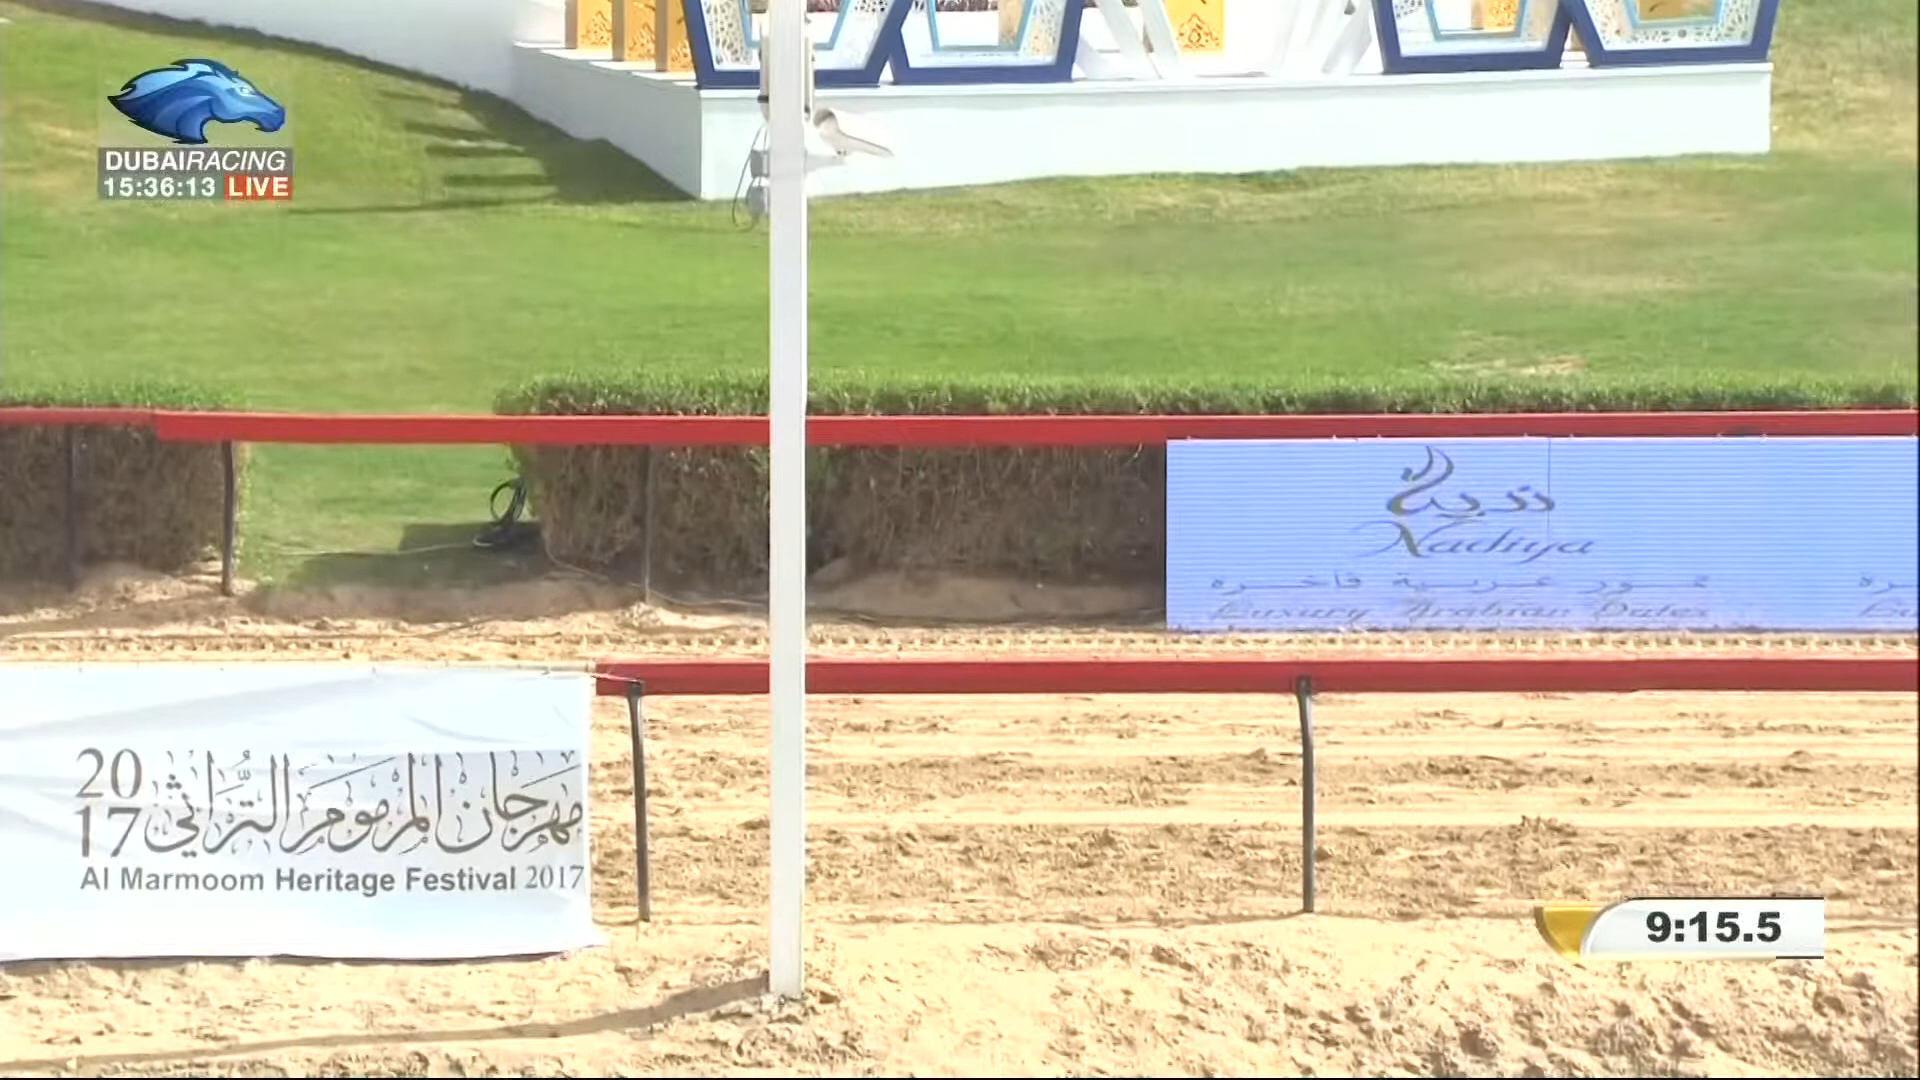 DUBAIRACING
15:36:13 LIVE
نادية
Nadiya
تمور عربية فاخرة
Luxury Arabian Dates
2017
مهرجان المرموم التراثي
Al Marmoom Heritage Festival 2017
9:15.5